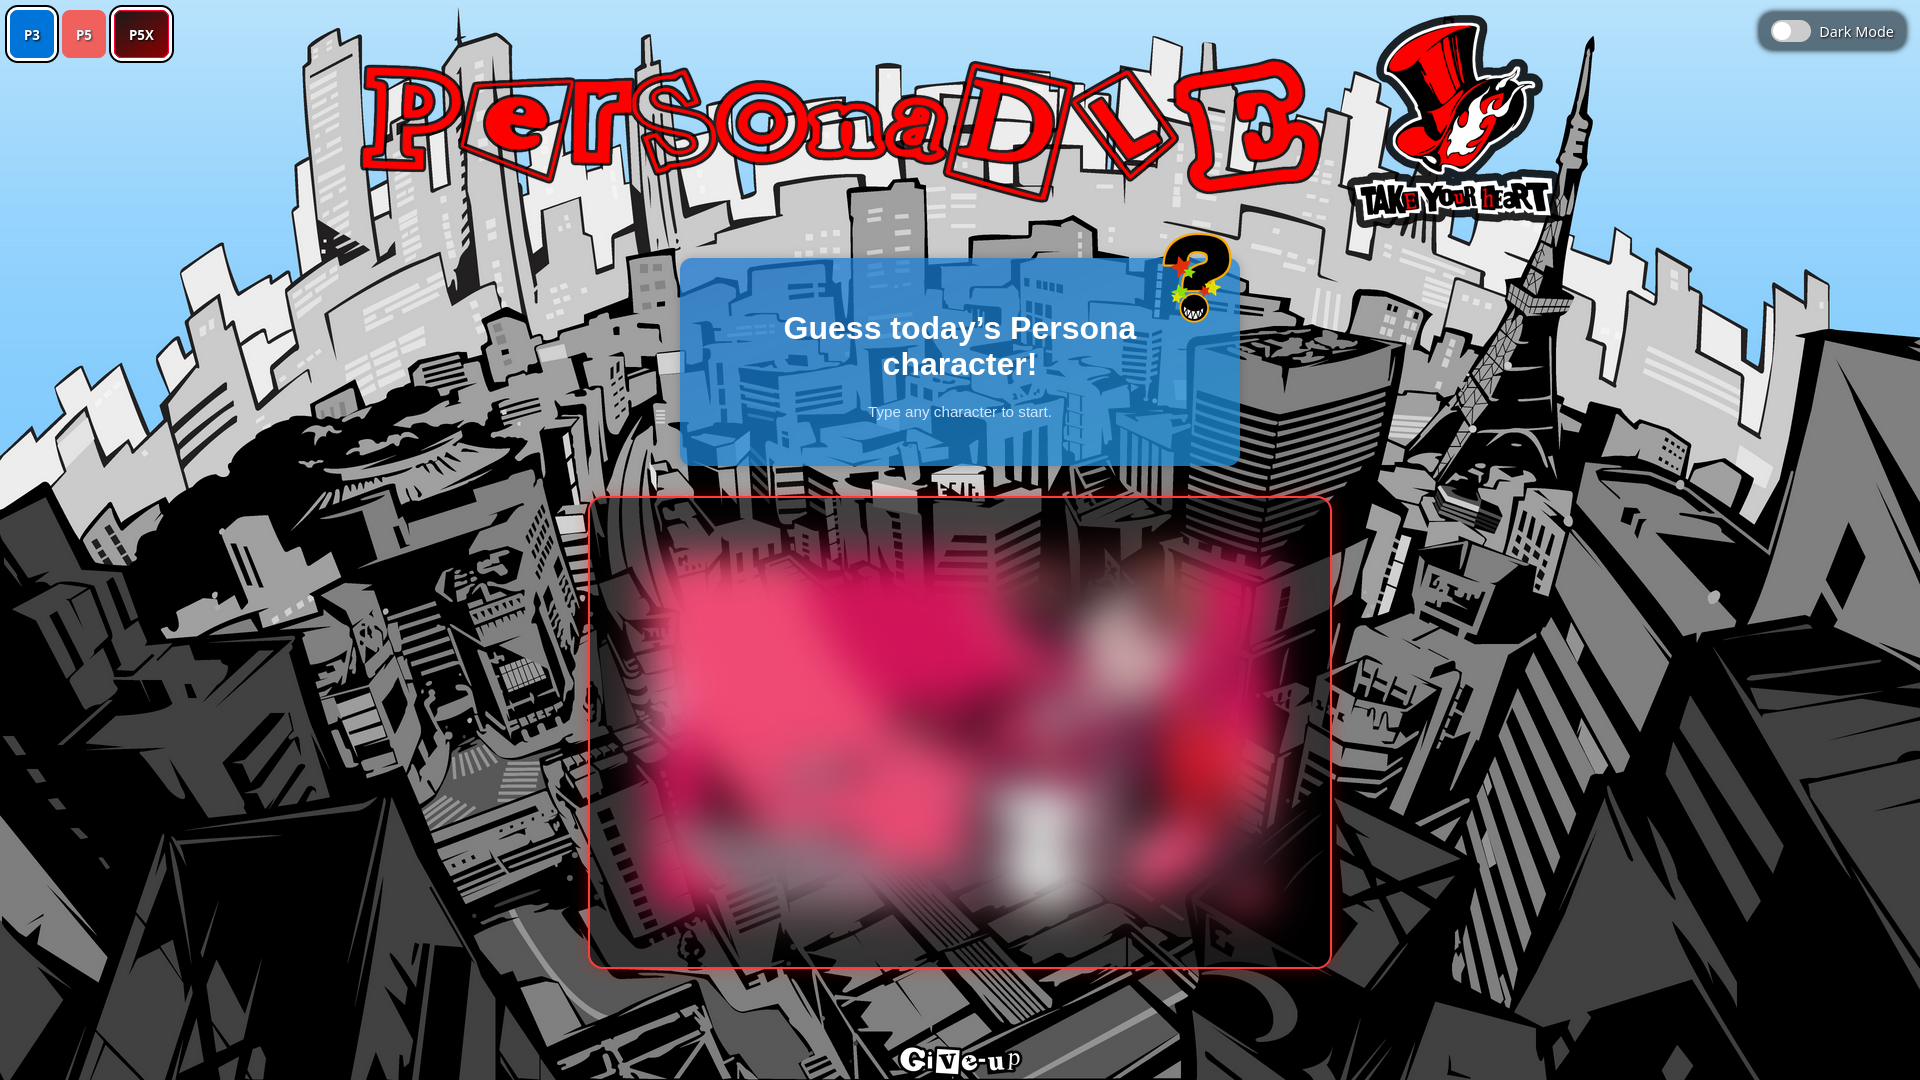 P3 P5 P5X
Dark Mode
PersonaDLE
TAKE YOuR hEaRT
Guess today’s Persona
character!
Type any character to start.
Give-up